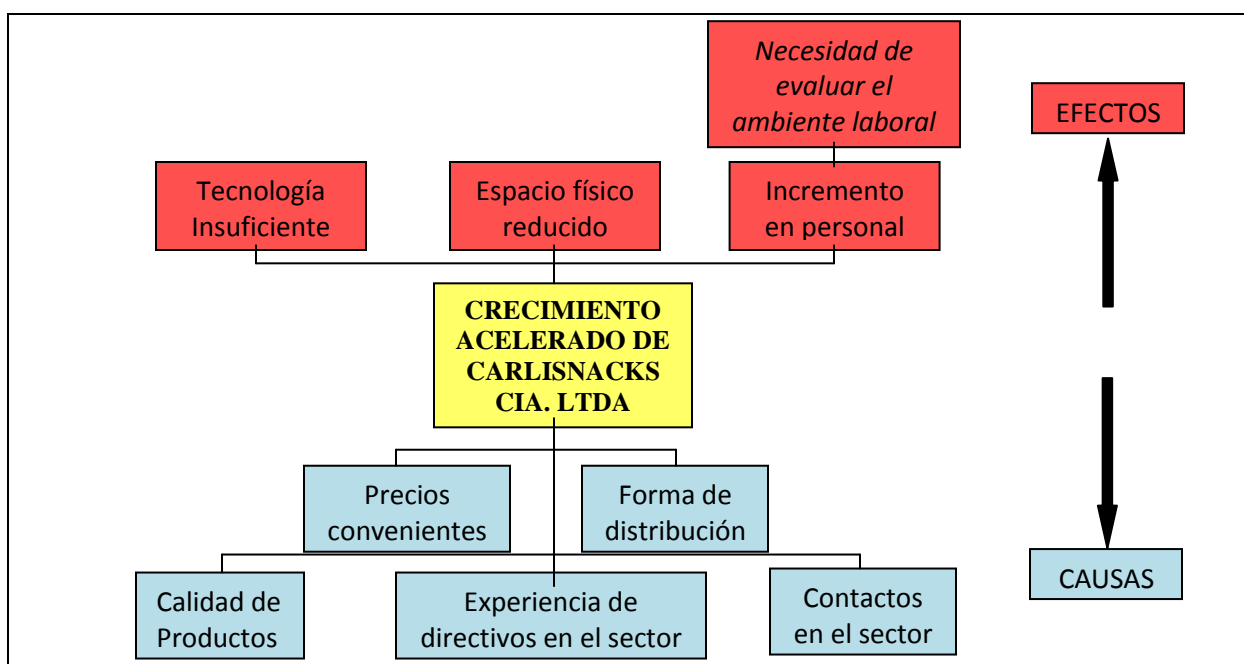 Necesidad de
evaluar el
ambiente laboral
EFECTOS
Tecnología
Insuficiente
Espacio físico
reducido
Incremento
en personal
CRECIMIENTO
ACELERADO DE
CARLISNACKS
CIA. LTDA
Precios
convenientes
Forma de
distribución
CAUSAS
Calidad de
Productos
Experiencia de
directivos en el sector
Contactos
en el sector